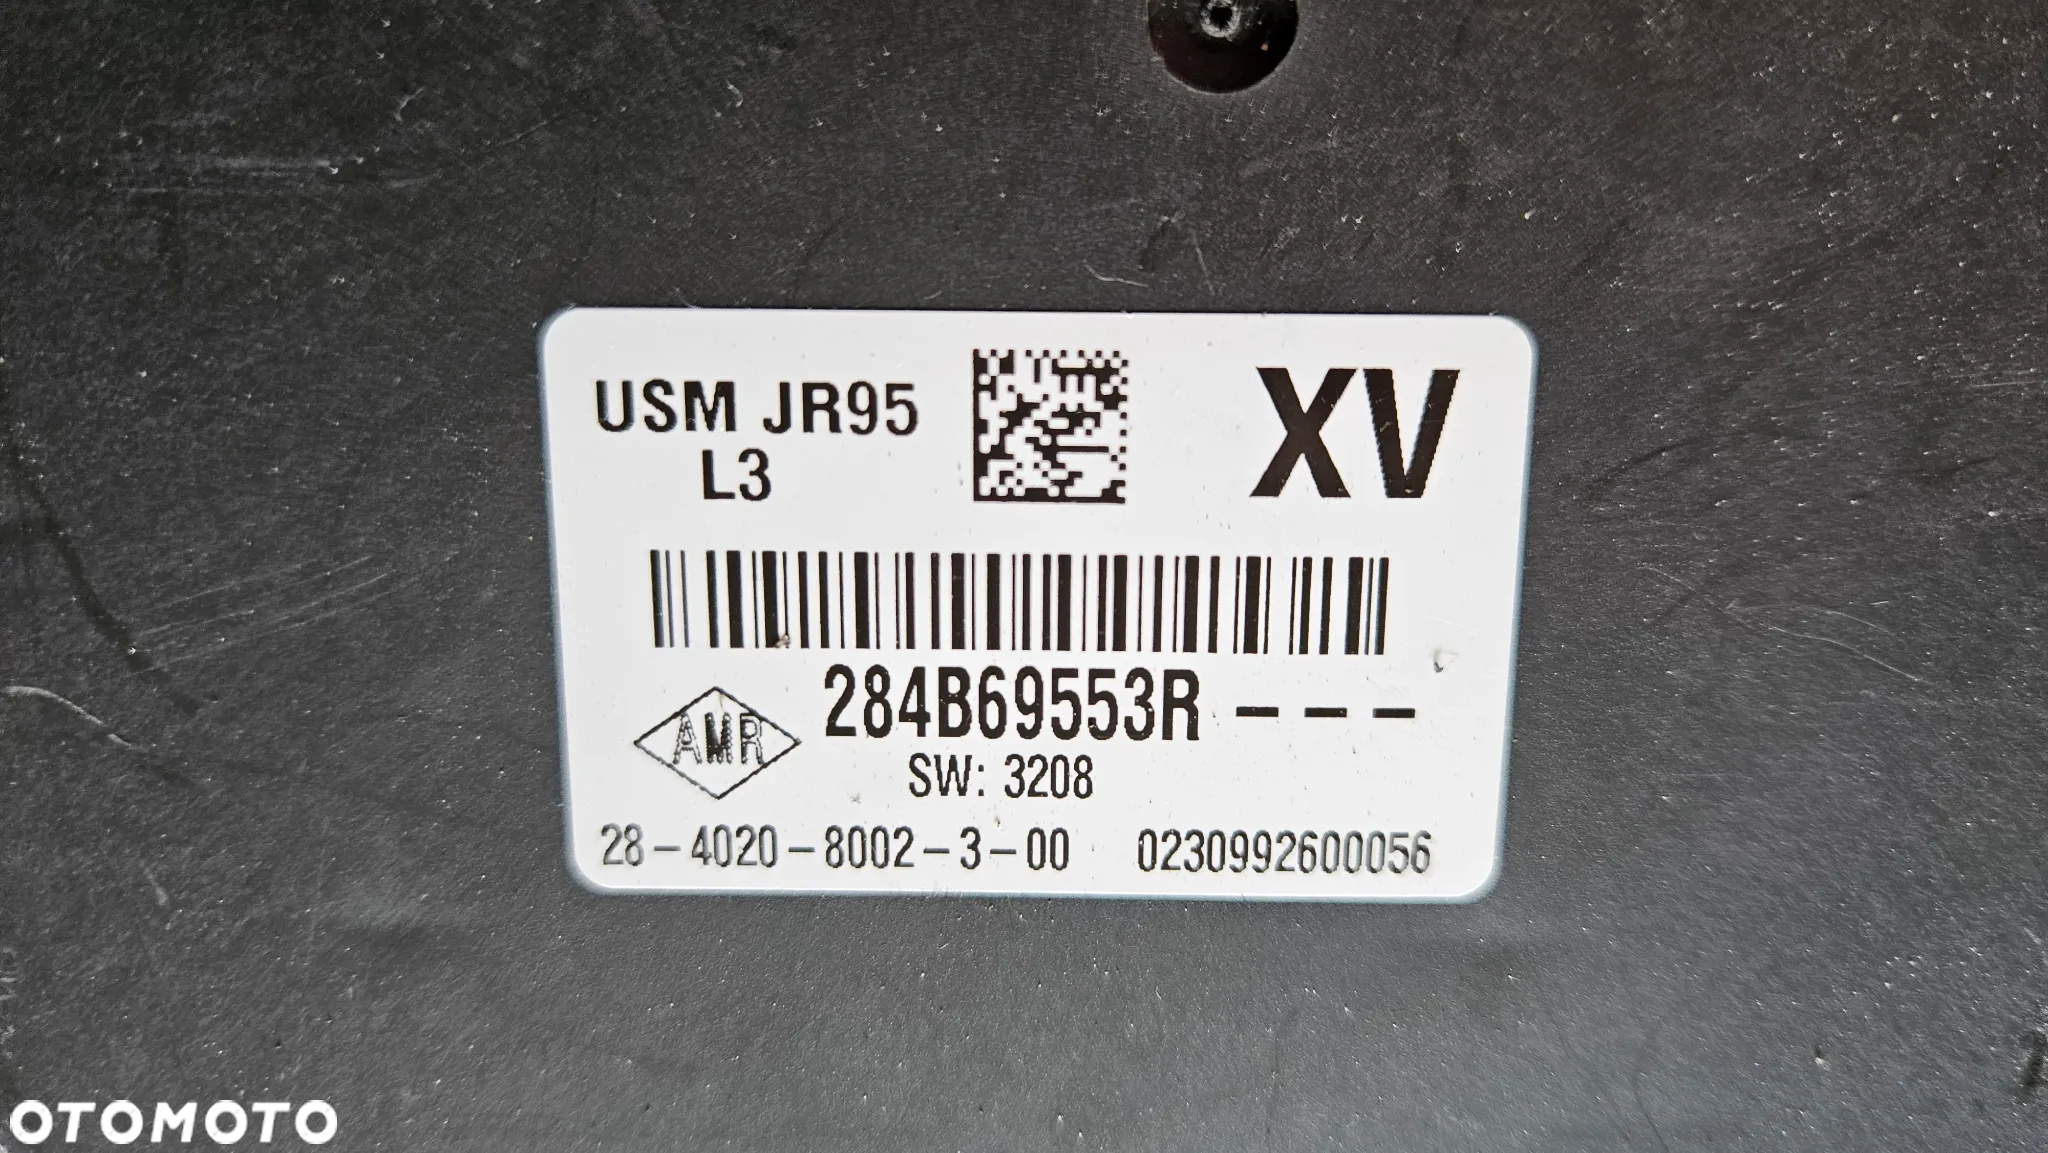 USM JR95
L3
XV
284B69553R - - -
AMR
SW: 3208
28-4020-8002-3-00 0230992600056
OTOMOTO